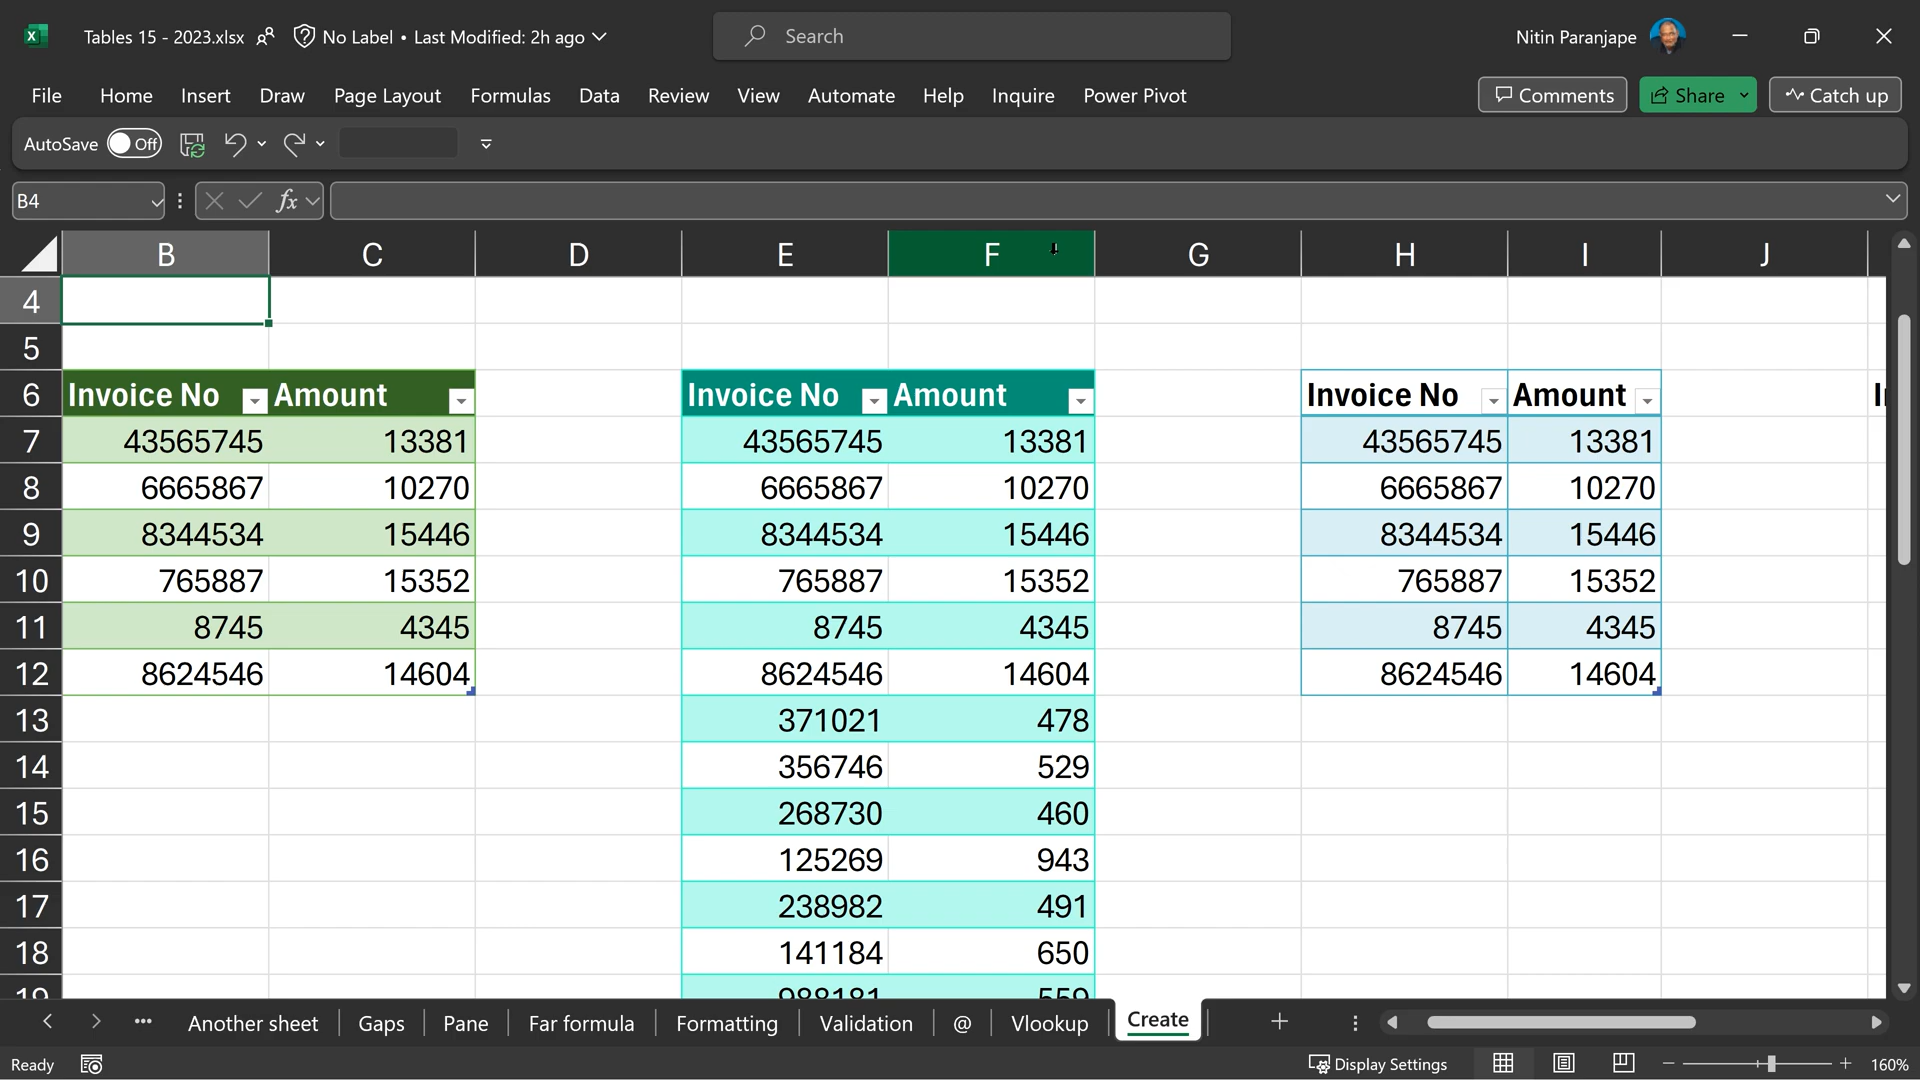 Tables 15 - 2023.xlsx No Label • Last Modified: 2h ago Search Nitin Paranjape
File Home Insert Draw Page Layout Formulas Data Review View Automate Help Inquire Power Pivot Comments Share Catch up
AutoSave Off
B4 fx
B C D E F G H I J
4
5
6 Invoice No Amount Invoice No Amount Invoice No Amount
7 43565745 13381 43565745 13381 43565745 13381
8 6665867 10270 6665867 10270 6665867 10270
9 8344534 15446 8344534 15446 8344534 15446
10 765887 15352 765887 15352 765887 15352
11 8745 4345 8745 4345 8745 4345
12 8624546 14604 8624546 14604 8624546 14604
13 371021 478
14 356746 529
15 268730 460
16 125269 943
17 238982 491
18 141184 650
19 988181 559
Another sheet Gaps Pane Far formula Formatting Validation @ Vlookup Create
Ready Display Settings 160%